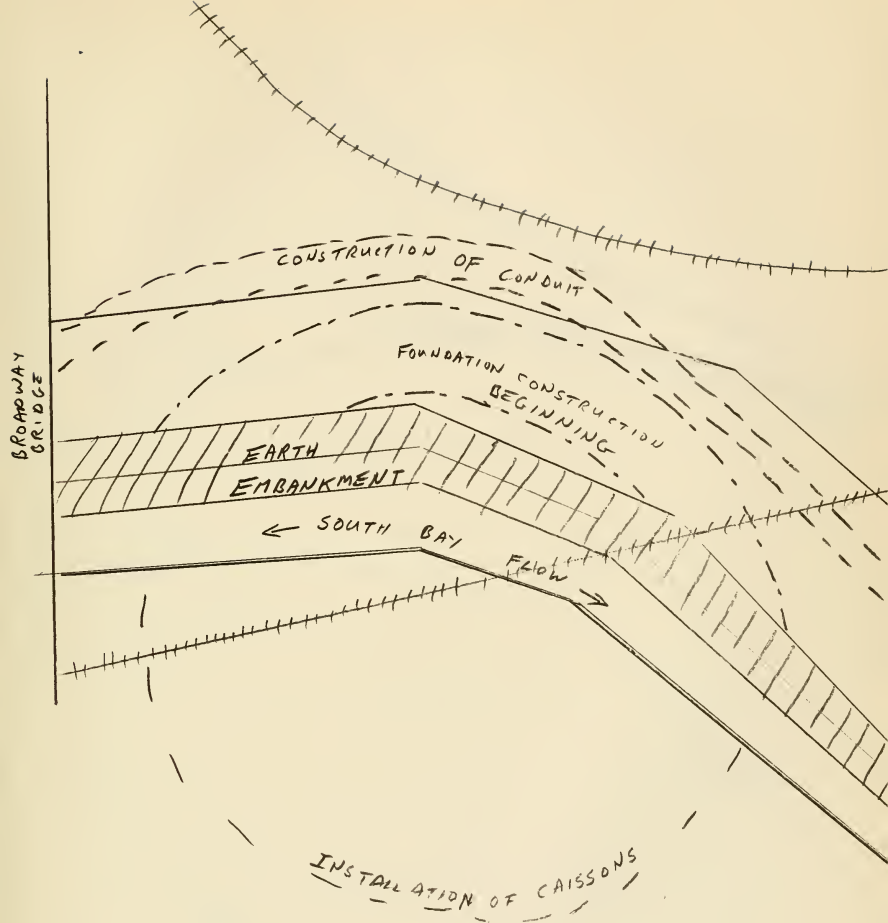 CONSTRUCTION OF CONDUIT
FOUNDATION CONSTRUCTION
BEGINNING
BROADWAY
BRIDGE
EARTH
EMBANKMENT
← SOUTH BAY
FLOW →
INSTALLATION OF CAISSONS